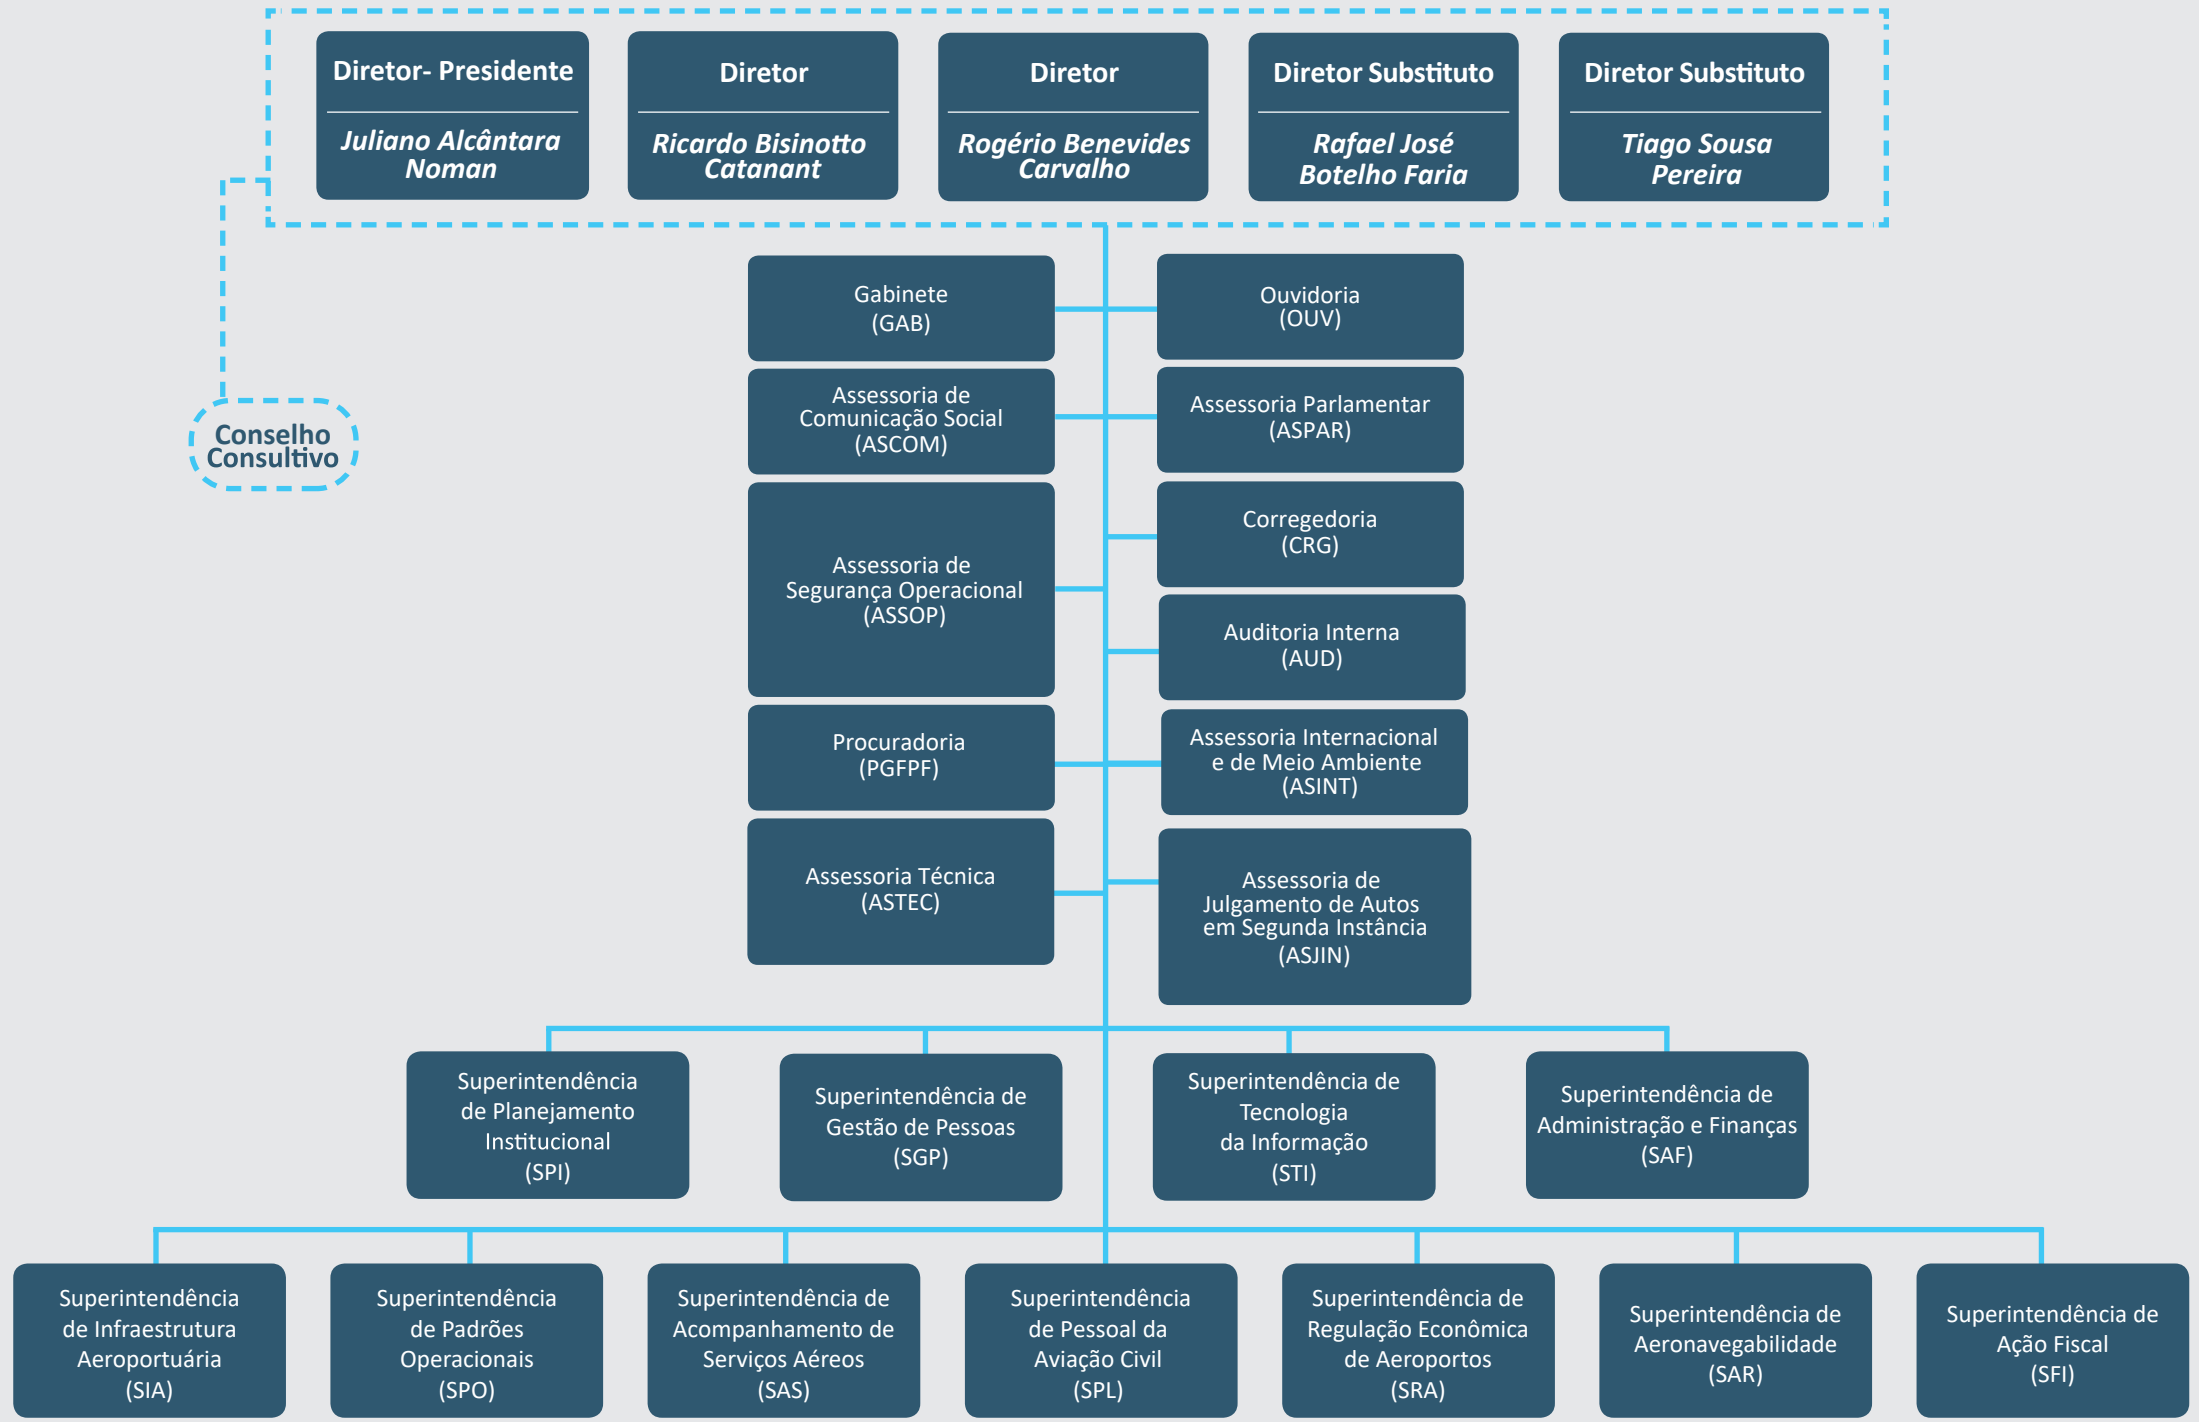 Diretor- Presidente
Juliano Alcântara
Noman
Diretor
Ricardo Bisinotto
Catanant
Diretor
Rogério Benevides
Carvalho
Diretor Substituto
Rafael José
Botelho Faria
Diretor Substituto
Tiago Sousa
Pereira
Conselho
Consultivo
Gabinete
(GAB)
Ouvidoria
(OUV)
Assessoria de
Comunicação Social
(ASCOM)
Assessoria Parlamentar
(ASPAR)
Assessoria de
Segurança Operacional
(ASSOP)
Corregedoria
(CRG)
Auditoria Interna
(AUD)
Procuradoria
(PGFPF)
Assessoria Internacional
e de Meio Ambiente
(ASINT)
Assessoria Técnica
(ASTEC)
Assessoria de
Julgamento de Autos
em Segunda Instância
(ASJIN)
Superintendência
de Planejamento
Institucional
(SPI)
Superintendência de
Gestão de Pessoas
(SGP)
Superintendência de
Tecnologia
da Informação
(STI)
Superintendência de
Administração e Finanças
(SAF)
Superintendência
de Infraestrutura
Aeroportuária
(SIA)
Superintendência
de Padrões
Operacionais
(SPO)
Superintendência de
Acompanhamento de
Serviços Aéreos
(SAS)
Superintendência
de Pessoal da
Aviação Civil
(SPL)
Superintendência de
Regulação Econômica
de Aeroportos
(SRA)
Superintendência de
Aeronavegabilidade
(SAR)
Superintendência de
Ação Fiscal
(SFI)